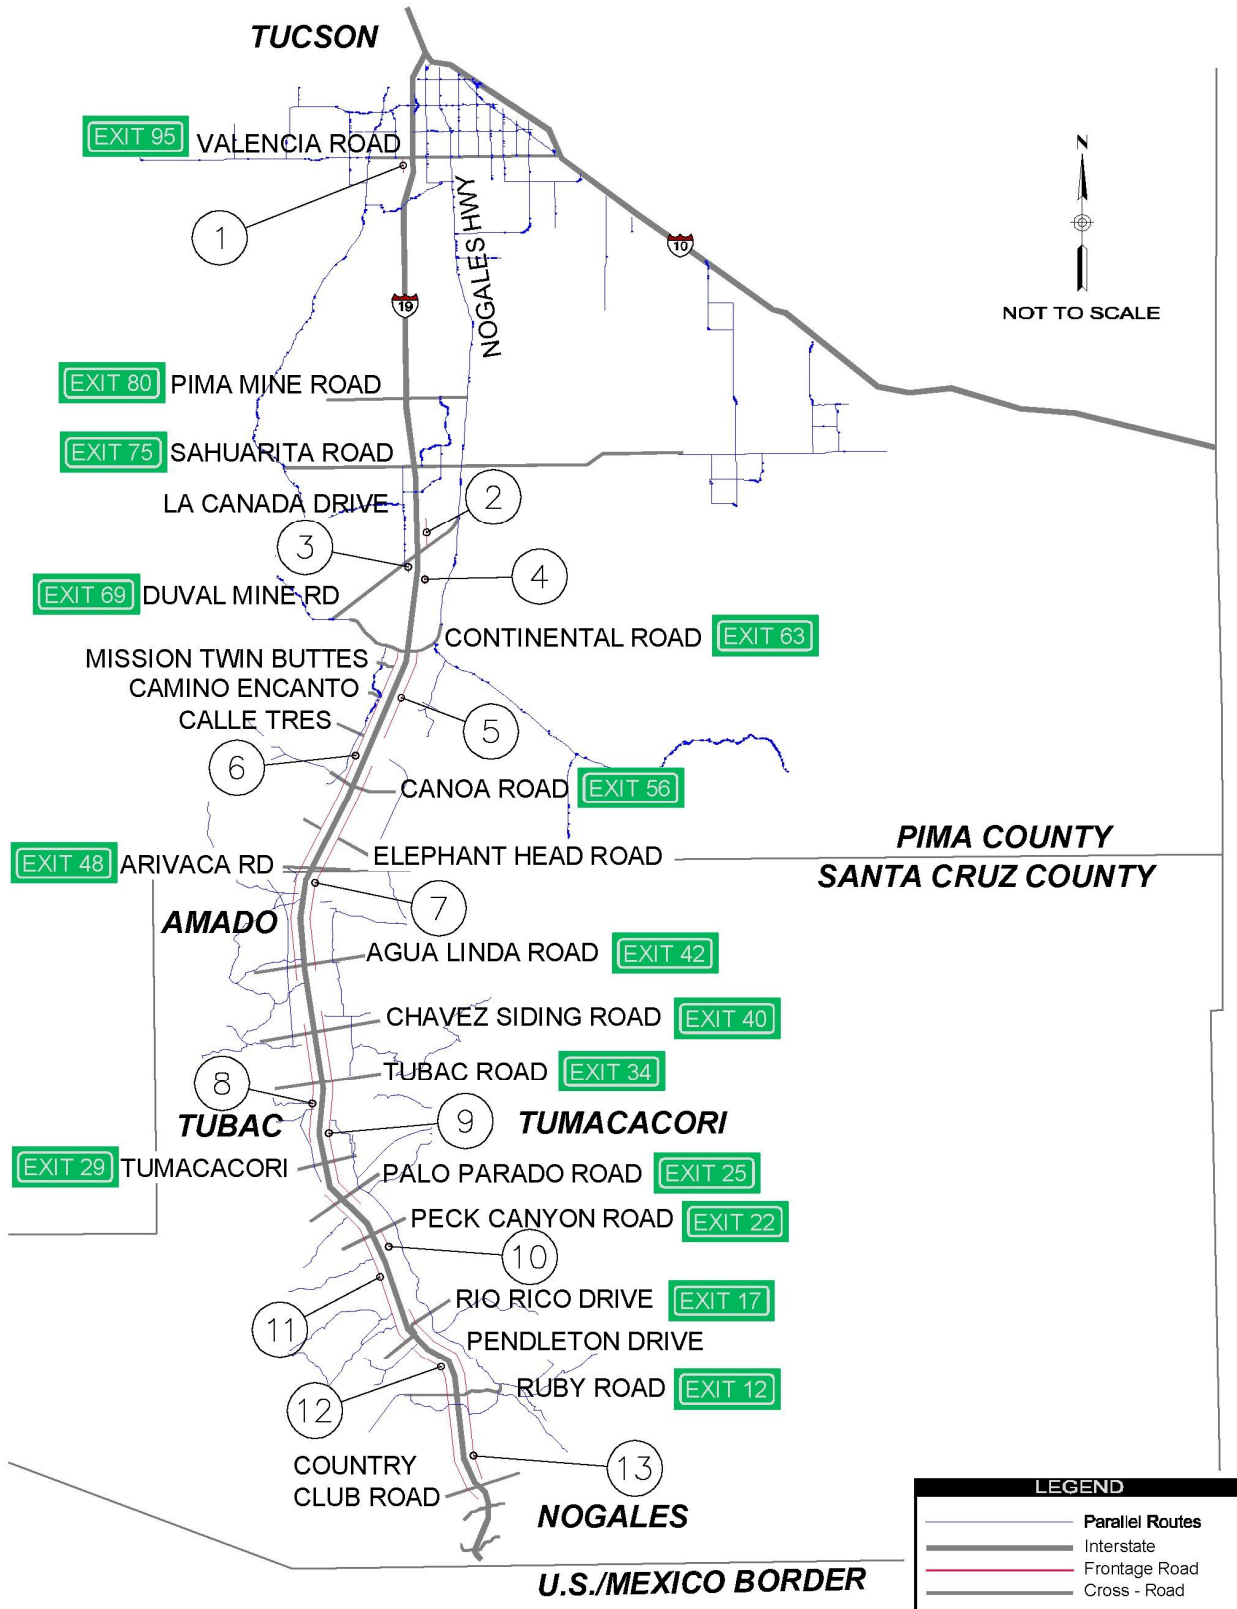 TUCSON
EXIT 95 VALENCIA ROAD
1
NOGALES HWY
10
19
N
NOT TO SCALE
EXIT 80 PIMA MINE ROAD
EXIT 75 SAHUARITA ROAD
LA CANADA DRIVE
2
3
4
EXIT 69 DUVAL MINE RD
CONTINENTAL ROAD EXIT 63
MISSION TWIN BUTTES
CAMINO ENCANTO
CALLE TRES
5
6
CANOA ROAD EXIT 56
PIMA COUNTY
ELEPHANT HEAD ROAD
EXIT 48 ARIVACA RD
SANTA CRUZ COUNTY
7
AMADO
AGUA LINDA ROAD EXIT 42
CHAVEZ SIDING ROAD EXIT 40
TUBAC ROAD EXIT 34
8
TUBAC
9
TUMACACORI
EXIT 29 TUMACACORI
PALO PARADO ROAD EXIT 25
PECK CANYON ROAD EXIT 22
10
RIO RICO DRIVE EXIT 17
11
PENDLETON DRIVE
RUBY ROAD EXIT 12
12
COUNTRY
CLUB ROAD
13
NOGALES
U.S./MEXICO BORDER
LEGEND
Parallel Routes
Interstate
Frontage Road
Cross - Road